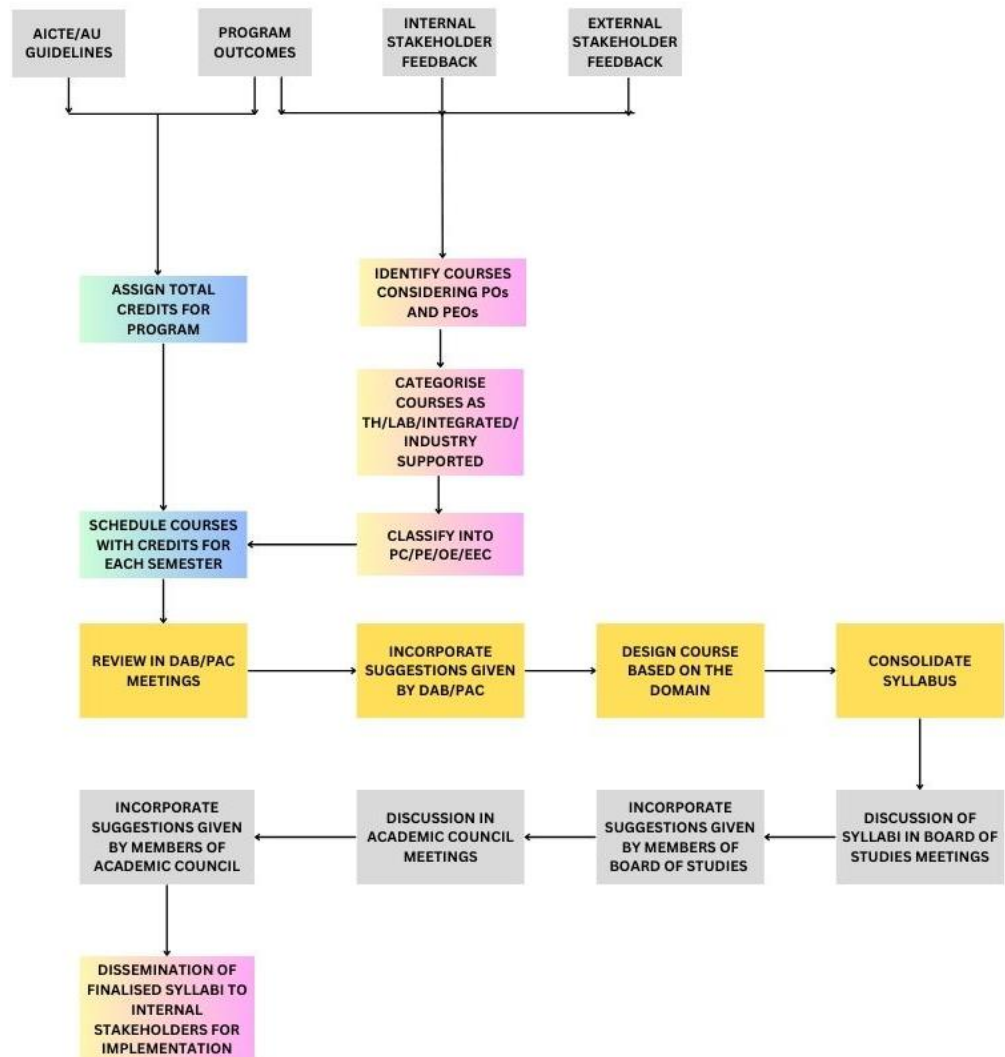 AICTE/AU
GUIDELINES
PROGRAM
OUTCOMES
INTERNAL
STAKEHOLDER
FEEDBACK
EXTERNAL
STAKEHOLDER
FEEDBACK
ASSIGN TOTAL
CREDITS FOR
PROGRAM
IDENTIFY COURSES
CONSIDERING POs
AND PEOs
CATEGORISE
COURSES AS
TH/LAB/INTEGRATED/
INDUSTRY
SUPPORTED
SCHEDULE COURSES
WITH CREDITS FOR
EACH SEMESTER
CLASSIFY INTO
PC/PE/OE/EEC
REVIEW IN DAB/PAC
MEETINGS
INCORPORATE
SUGGESTIONS GIVEN
BY DAB/PAC
DESIGN COURSE
BASED ON THE
DOMAIN
CONSOLIDATE
SYLLABUS
INCORPORATE
SUGGESTIONS GIVEN
BY MEMBERS OF
ACADEMIC COUNCIL
DISCUSSION IN
ACADEMIC COUNCIL
MEETINGS
INCORPORATE
SUGGESTIONS GIVEN
BY MEMBERS OF
BOARD OF STUDIES
DISCUSSION OF
SYLLABI IN BOARD OF
STUDIES MEETINGS
DISSEMINATION OF
FINALISED SYLLABI TO
INTERNAL
STAKEHOLDERS FOR
IMPLEMENTATION